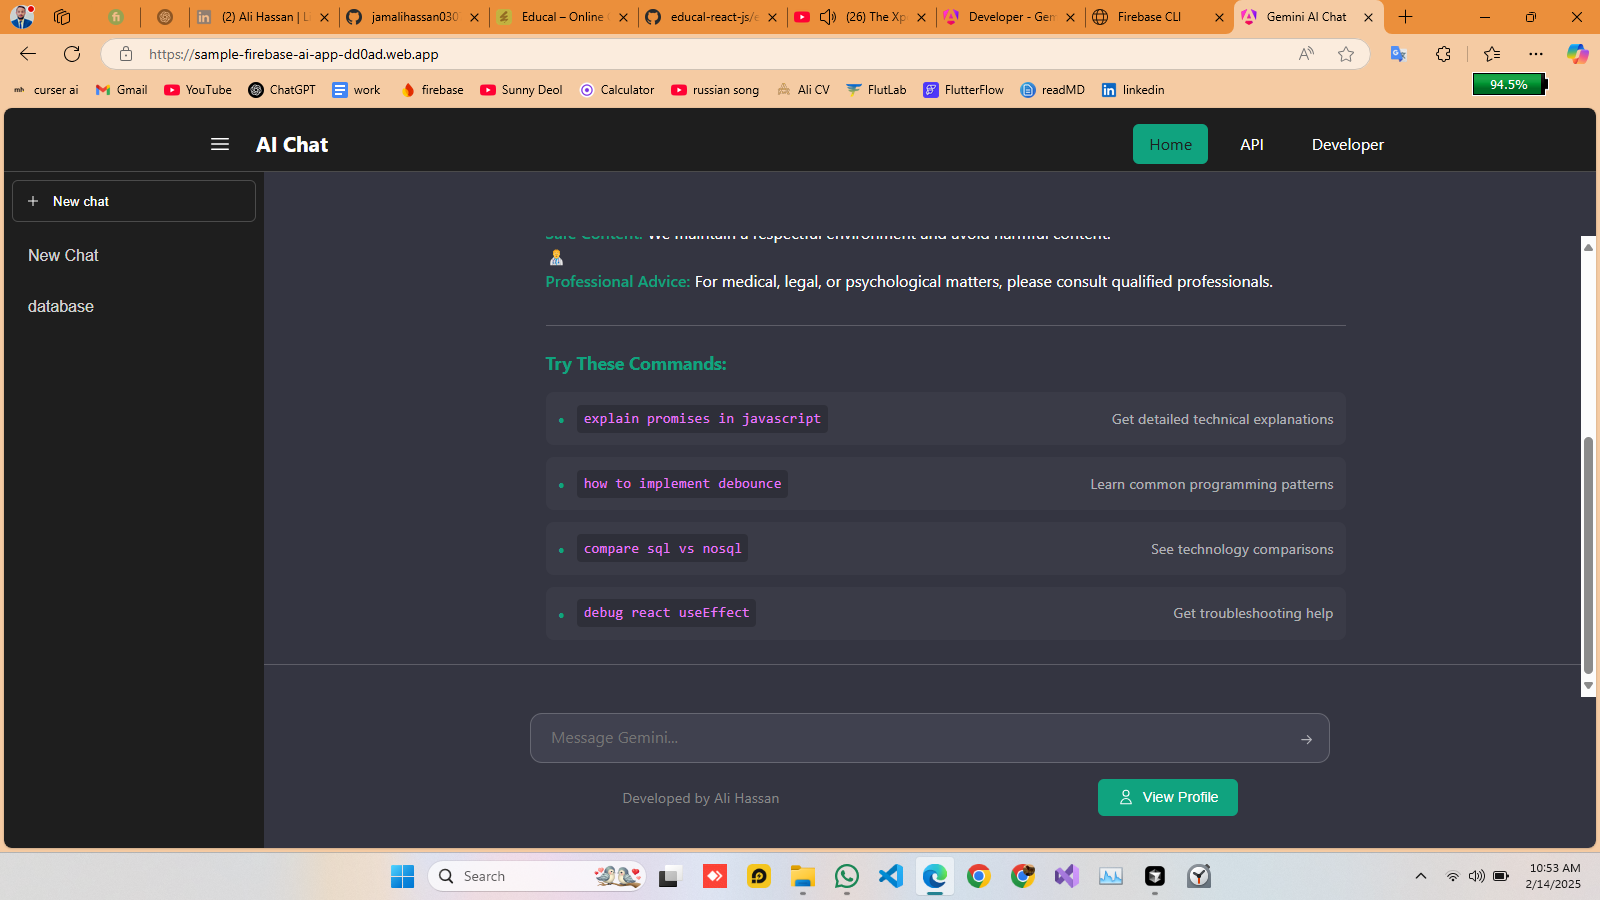 (2) Ali Hassan | Li
jamalihassan030
Educal – Online
educal-react-js/e
(26) The Xp
Developer - Gem
Firebase CLI
Gemini AI Chat
https://sample-firebase-ai-app-dd0ad.web.app
curser ai
Gmail
YouTube
ChatGPT
work
firebase
Sunny Deol
Calculator
russian song
Ali CV
FlutLab
FlutterFlow
readMD
linkedin
94.5%
AI Chat
Home
API
Developer
New chat
New Chat
database
Safe Content: We maintain a respectful environment and avoid harmful content.
Professional Advice: For medical, legal, or psychological matters, please consult qualified professionals.
Try These Commands:
explain promises in javascript
Get detailed technical explanations
how to implement debounce
Learn common programming patterns
compare sql vs nosql
See technology comparisons
debug react useEffect
Get troubleshooting help
Message Gemini...
Developed by Ali Hassan
View Profile
Search
10:53 AM
2/14/2025